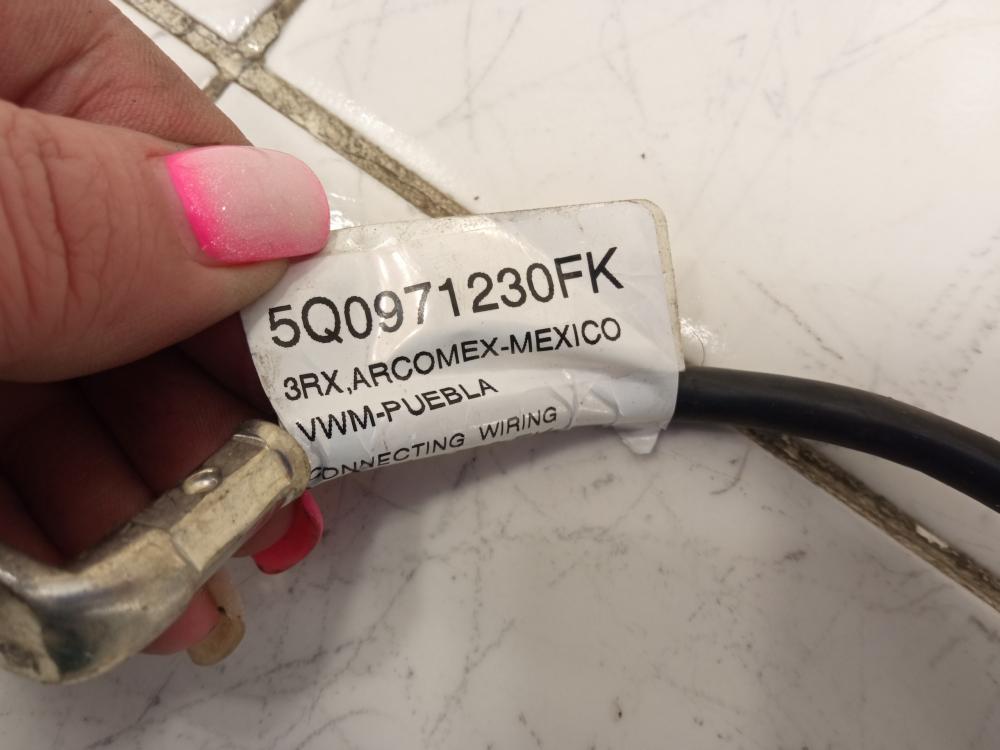 5Q0971230FK
3RX,ARCOMEX-MEXICO
VWM-PUEBLA
CONNECTING WIRING